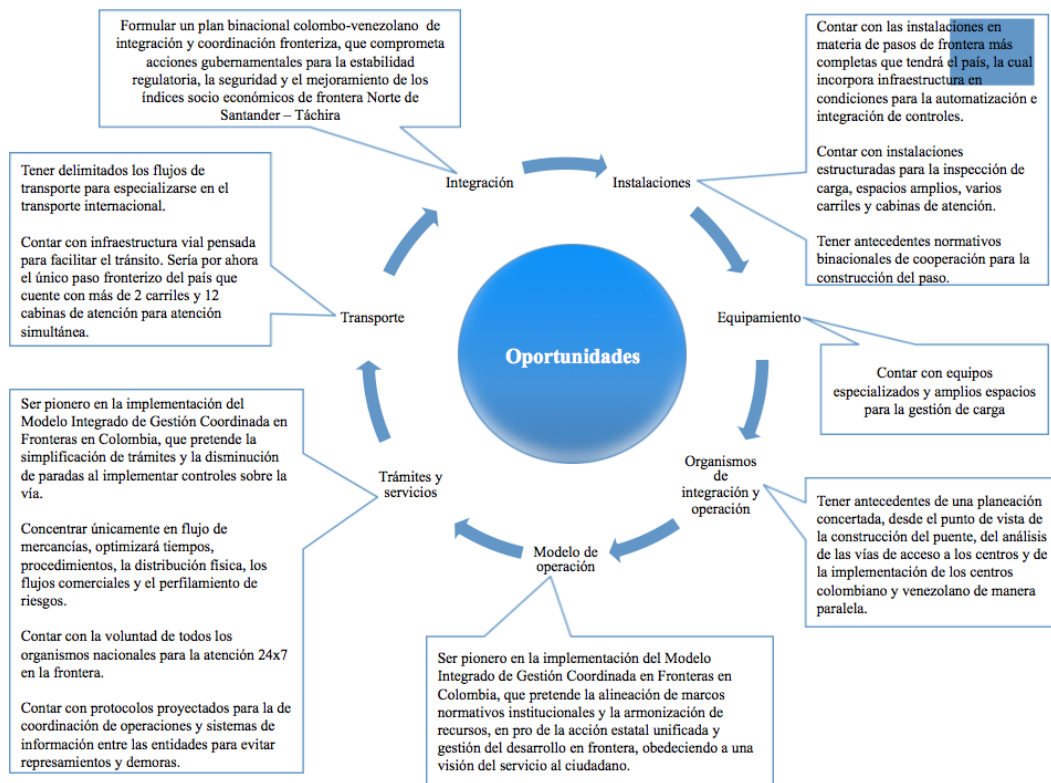 Formular un plan binacional colombo-venezolano de
integración y coordinación fronteriza, que comprometa
acciones gubernamentales para la estabilidad
regulatoria, la seguridad y el mejoramiento de los
índices socio económicos de frontera Norte de
Santander – Táchira
Contar con las instalaciones en
materia de pasos de frontera más
completas que tendrá el país, la cual
incorpora infraestructura en
condiciones para la automatización e
integración de controles.
Contar con instalaciones
estructuradas para la inspección de
carga, espacios amplios, varios
carriles y cabinas de atención.
Tener antecedentes normativos
binacionales de cooperación para la
construcción del paso.
Integración
Instalaciones
Tener delimitados los flujos de
transporte para especializarse en el
transporte internacional.
Contar con infraestructura vial pensada
para facilitar el tránsito. Sería por ahora
el único paso fronterizo del país que
cuente con más de 2 carriles y 12
cabinas de atención para atención
simultánea.
Transporte
Equipamiento
Oportunidades
Contar con equipos
especializados y amplios espacios
para la gestión de carga
Ser pionero en la implementación del
Modelo Integrado de Gestión Coordinada en
Fronteras en Colombia, que pretende la
simplificación de trámites y la disminución
de paradas al implementar controles sobre la
vía.
Concentrar únicamente en flujo de
mercancías, optimizará tiempos,
procedimientos, la distribución física, los
flujos comerciales y el perfilamiento de
riesgos.
Contar con la voluntad de todos los
organismos nacionales para la atención 24x7
en la frontera.
Contar con protocolos proyectados para la de
coordinación de operaciones y sistemas de
información entre las entidades para evitar
represamientos y demoras.
Trámites y
servicios
Organismos
de
integración y
operación
Tener antecedentes de una planeación
concertada, desde el punto de vista de
la construcción del puente, del análisis
de las vías de acceso a los centros y de
la implementación de los centros
colombiano y venezolano de manera
paralela.
Modelo de
operación
Ser pionero en la implementación del Modelo
Integrado de Gestión Coordinada en Fronteras en
Colombia, que pretende la alineación de marcos
normativos institucionales y la armonización de
recursos, en pro de la acción estatal unificada y
gestión del desarrollo en frontera, obedeciendo a una
visión del servicio al ciudadano.